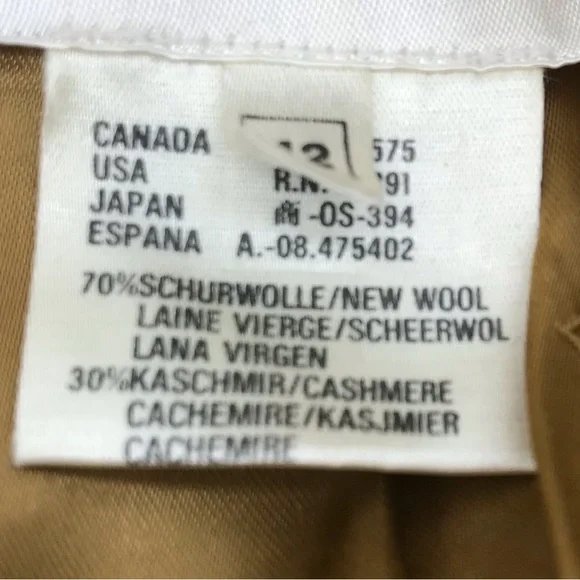 12
CANADA 575
USA R.N. 291
JAPAN 商-OS-394
ESPANA A.-08.475402
70%SCHURWOLLE/NEW WOOL
LAINE VIERGE/SCHEERWOL
LANA VIRGEN
30%KASCHMIR/CASHMERE
CACHEMIRE/KASJMIER
CACHEMIRE